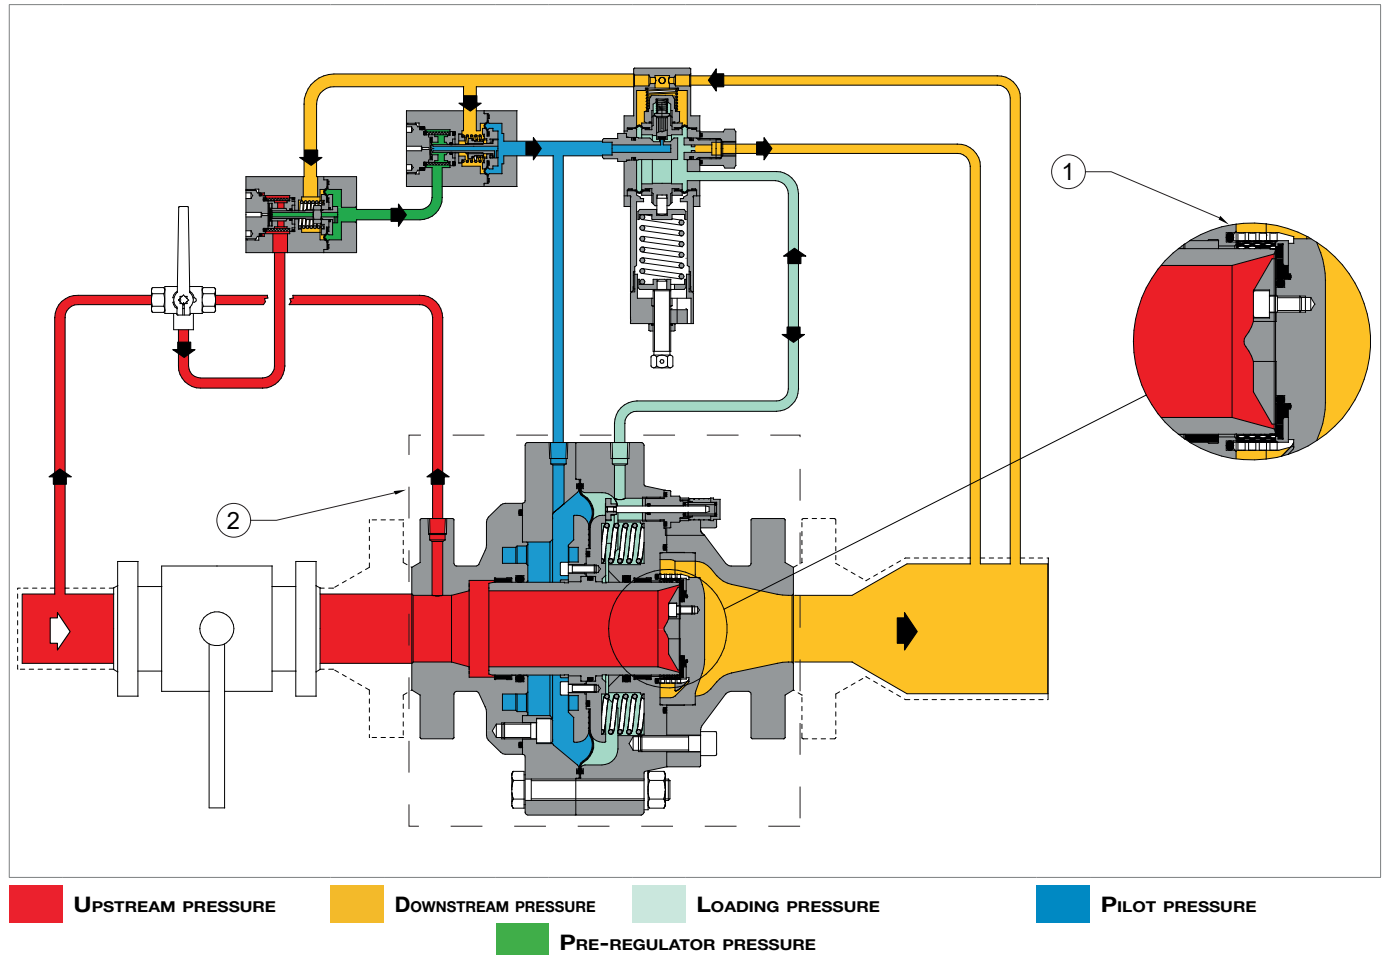 1
2
UPSTREAM PRESSURE
DOWNSTREAM PRESSURE
LOADING PRESSURE
PILOT PRESSURE
PRE-REGULATOR PRESSURE